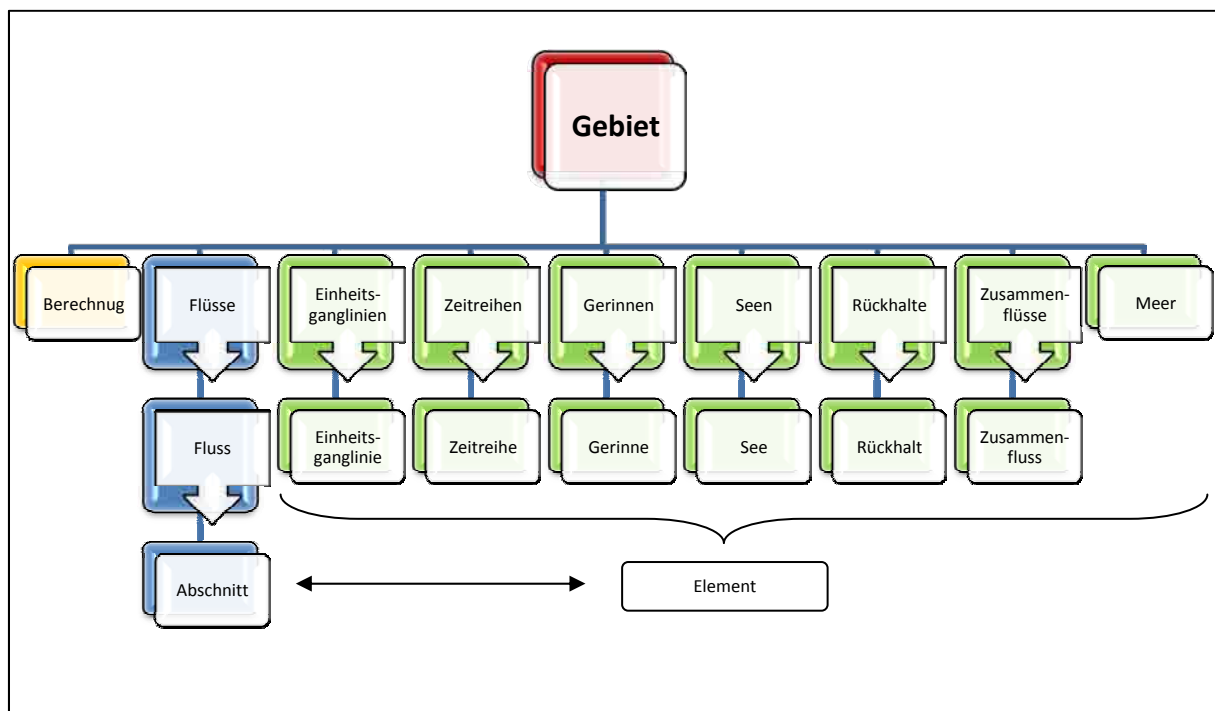 Gebiet
Berechnug
Flüsse
Einheits-
ganglinien
Zeitreihen
Gerinnen
Seen
Rückhalte
Zusammen-
flüsse
Meer
Fluss
Einheits-
ganglinie
Zeitreihe
Gerinne
See
Rückhalt
Zusammen-
fluss
Abschnitt
Element